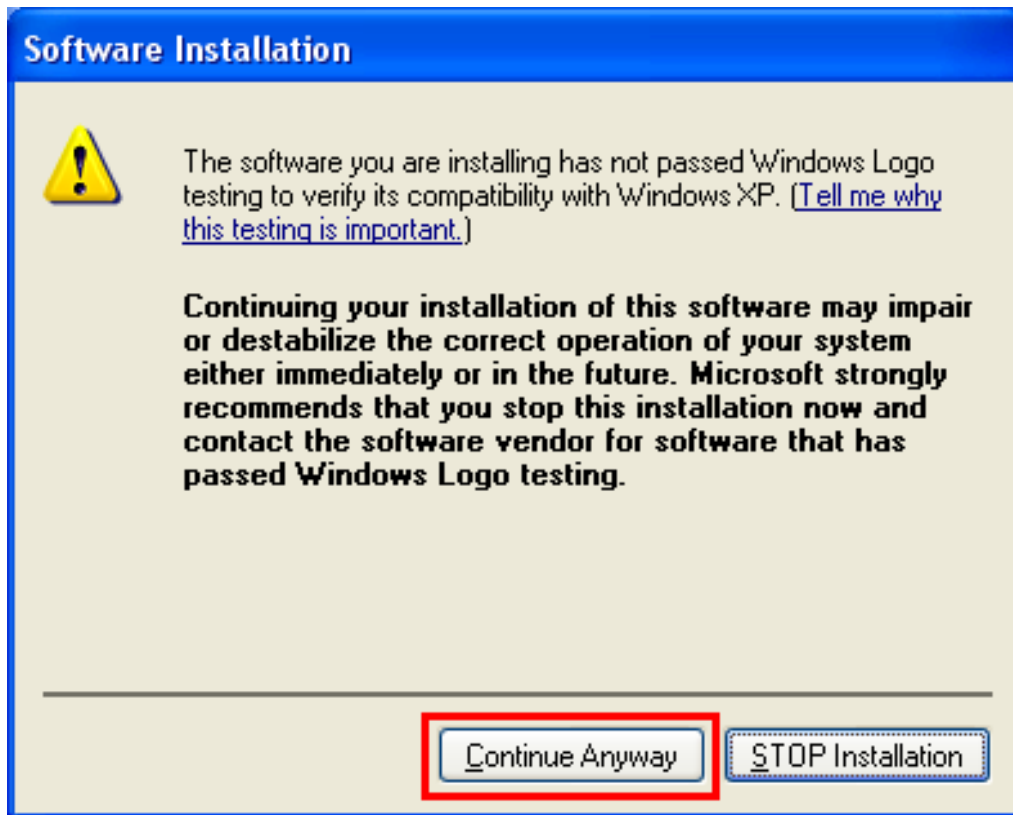 Software Installation
The software you are installing has not passed Windows Logo
testing to verify its compatibility with Windows XP. (Tell me why
this testing is important.)
Continuing your installation of this software may impair
or destabilize the correct operation of your system
either immediately or in the future. Microsoft strongly
recommends that you stop this installation now and
contact the software vendor for software that has
passed Windows Logo testing.
Continue Anyway
STOP Installation